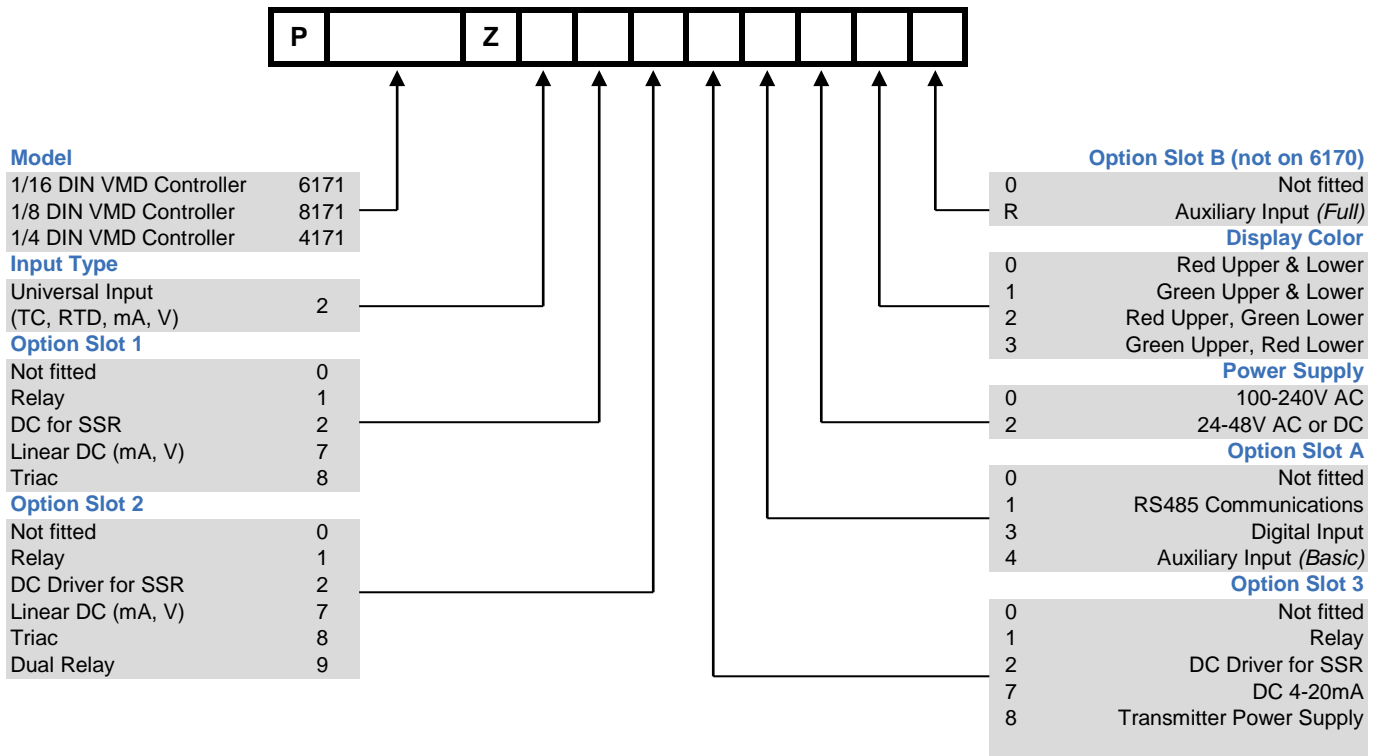 P Z
Model
1/16 DIN VMD Controller 6171
1/8 DIN VMD Controller 8171
1/4 DIN VMD Controller 4171
Input Type
Universal Input
(TC, RTD, mA, V) 2
Option Slot 1
Not fitted 0
Relay 1
DC for SSR 2
Linear DC (mA, V) 7
Triac 8
Option Slot 2
Not fitted 0
Relay 1
DC Driver for SSR 2
Linear DC (mA, V) 7
Triac 8
Dual Relay 9
Option Slot B (not on 6170)
0 Not fitted
R Auxiliary Input (Full)
Display Color
0 Red Upper & Lower
1 Green Upper & Lower
2 Red Upper, Green Lower
3 Green Upper, Red Lower
Power Supply
0 100-240V AC
2 24-48V AC or DC
Option Slot A
0 Not fitted
1 RS485 Communications
3 Digital Input
4 Auxiliary Input (Basic)
Option Slot 3
0 Not fitted
1 Relay
2 DC Driver for SSR
7 DC 4-20mA
8 Transmitter Power Supply